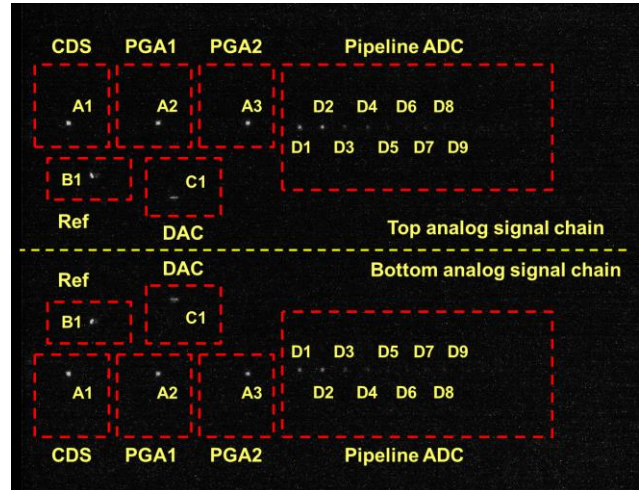 CDS PGA1 PGA2 Pipeline ADC
A1 A2 A3 D2 D4 D6 D8
D1 D3 D5 D7 D9
B1 C1
Ref
DAC
Top analog signal chain
Bottom analog signal chain
DAC
Ref
B1 C1
D1 D3 D5 D7 D9
A1 A2 A3 D2 D4 D6 D8
CDS PGA1 PGA2 Pipeline ADC